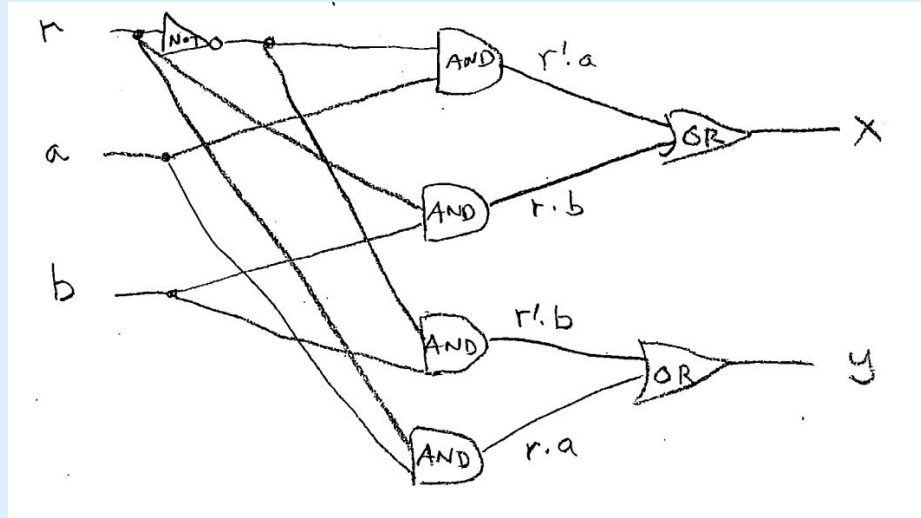 r
NOT
AND
r'.a
OR
x
a
AND
r.b
b
AND
r'.b
OR
y
AND
r.a